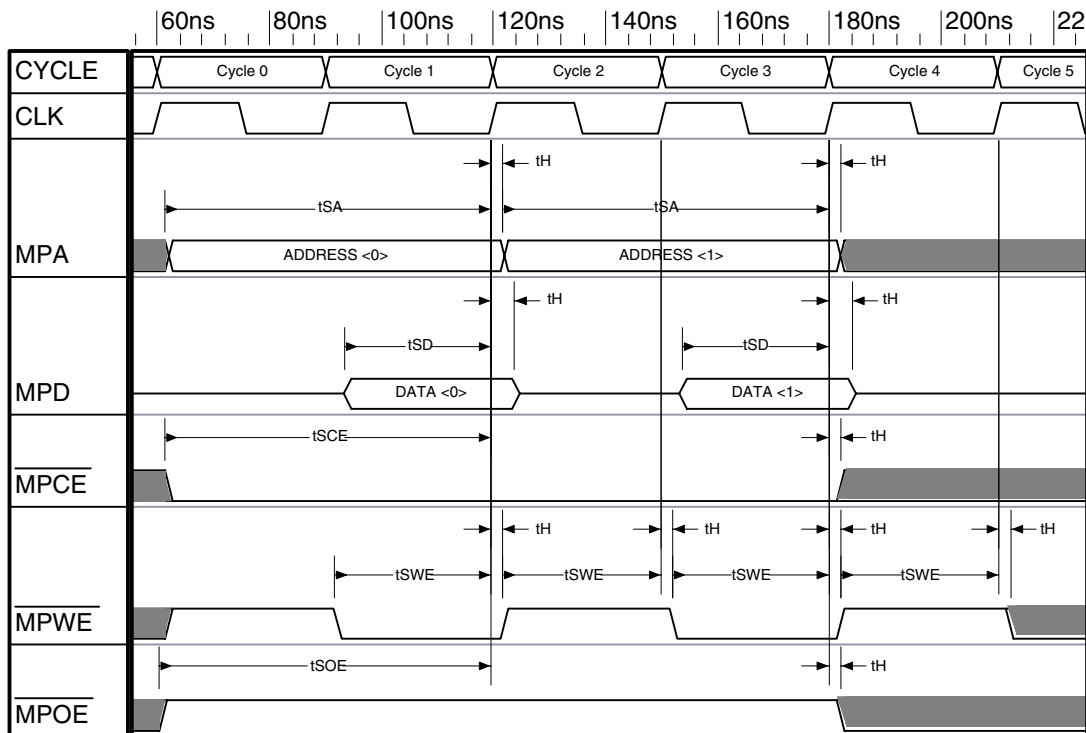 60ns 80ns 100ns 120ns 140ns 160ns 180ns 200ns 22
CYCLE Cycle 0 Cycle 1 Cycle 2 Cycle 3 Cycle 4 Cycle 5
CLK
tH tH
tSA tSA
MPA ADDRESS <0> ADDRESS <1>
tH tH
tSD tSD
MPD DATA <0> DATA <1>
tSCE tH
MPCE
tH tH tH tH
tSWE tSWE tSWE tSWE
MPWE
tSOE tH
MPOE